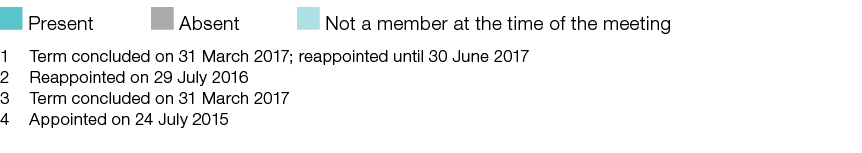 Present Absent Not a member at the time of the meeting
1 Term concluded on 31 March 2017; reappointed until 30 June 2017
2 Reappointed on 29 July 2016
3 Term concluded on 31 March 2017
4 Appointed on 24 July 2015